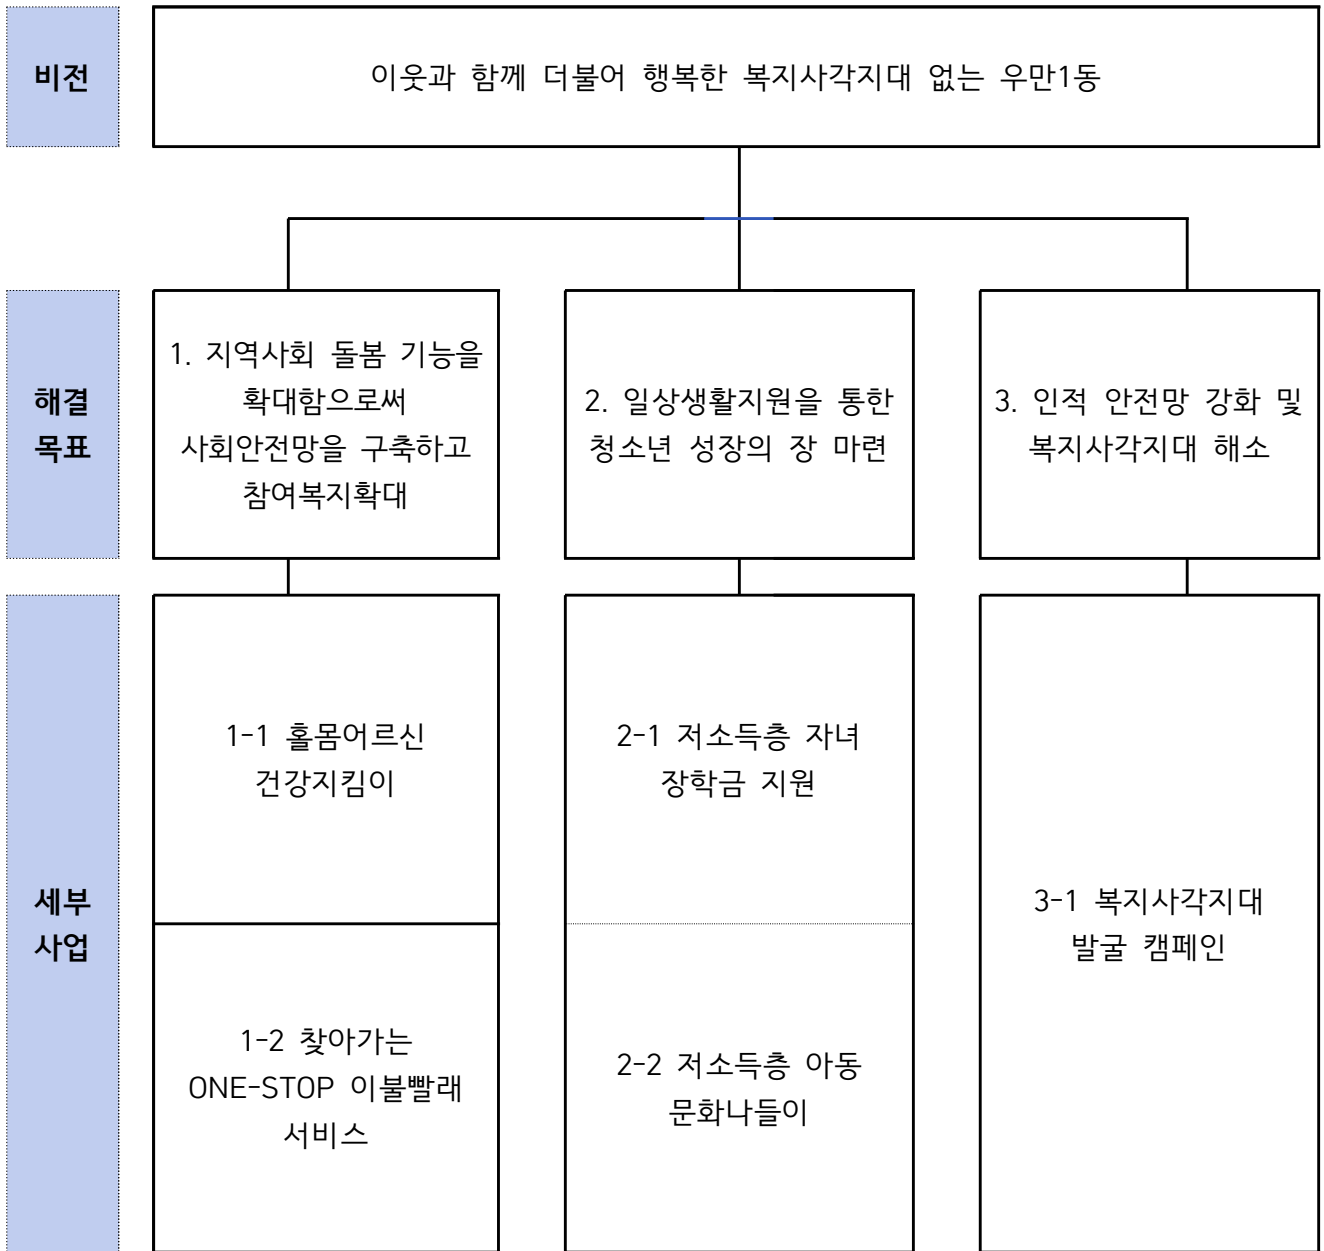 비전
이웃과 함께 더불어 행복한 복지사각지대 없는 우만1동
해결
목표
1. 지역사회 돌봄 기능을
확대함으로써
사회안전망을 구축하고
참여복지확대
2. 일상생활지원을 통한
청소년 성장의 장 마련
3. 인적 안전망 강화 및
복지사각지대 해소
세부
사업
1-1 홀몸어르신
건강지킴이
1-2 찾아가는
ONE-STOP 이불빨래
서비스
2-1 저소득층 자녀
장학금 지원
2-2 저소득층 아동
문화나들이
3-1 복지사각지대
발굴 캠페인